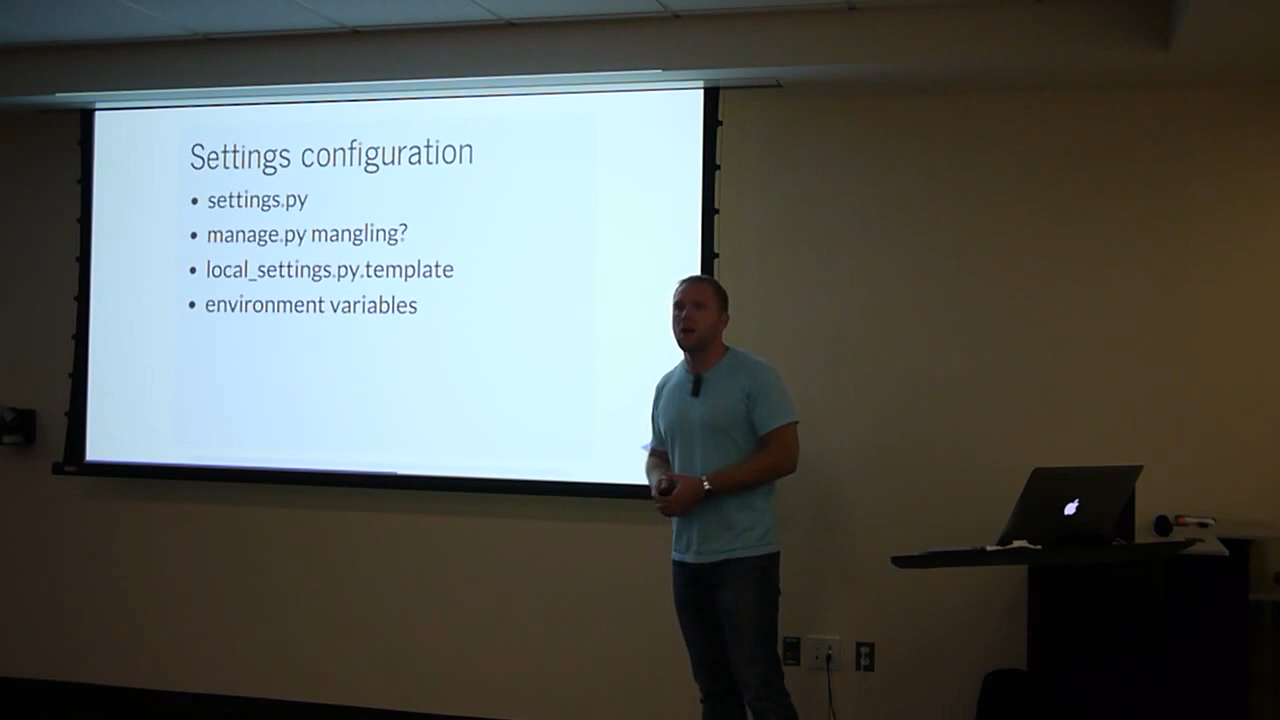 Settings configuration
• settings.py
• manage.py mangling?
• local_settings.py.template
• environment variables